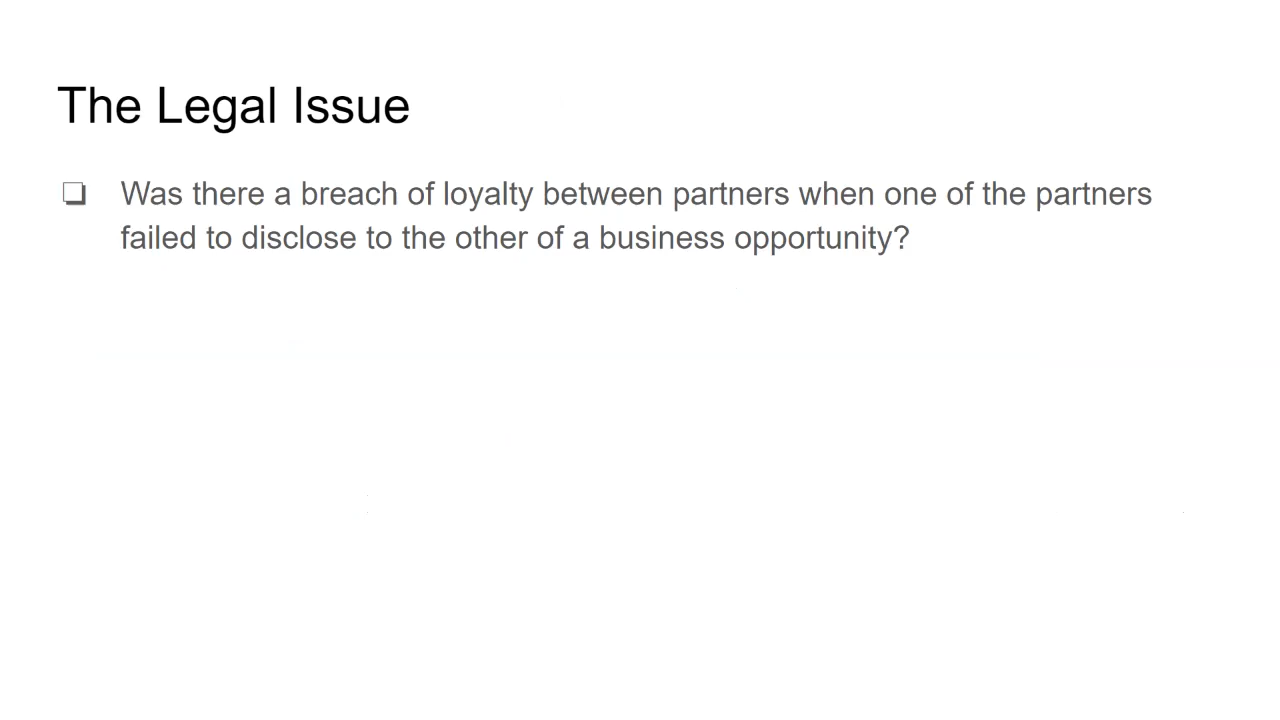 The Legal Issue
❏ Was there a breach of loyalty between partners when one of the partners
failed to disclose to the other of a business opportunity?